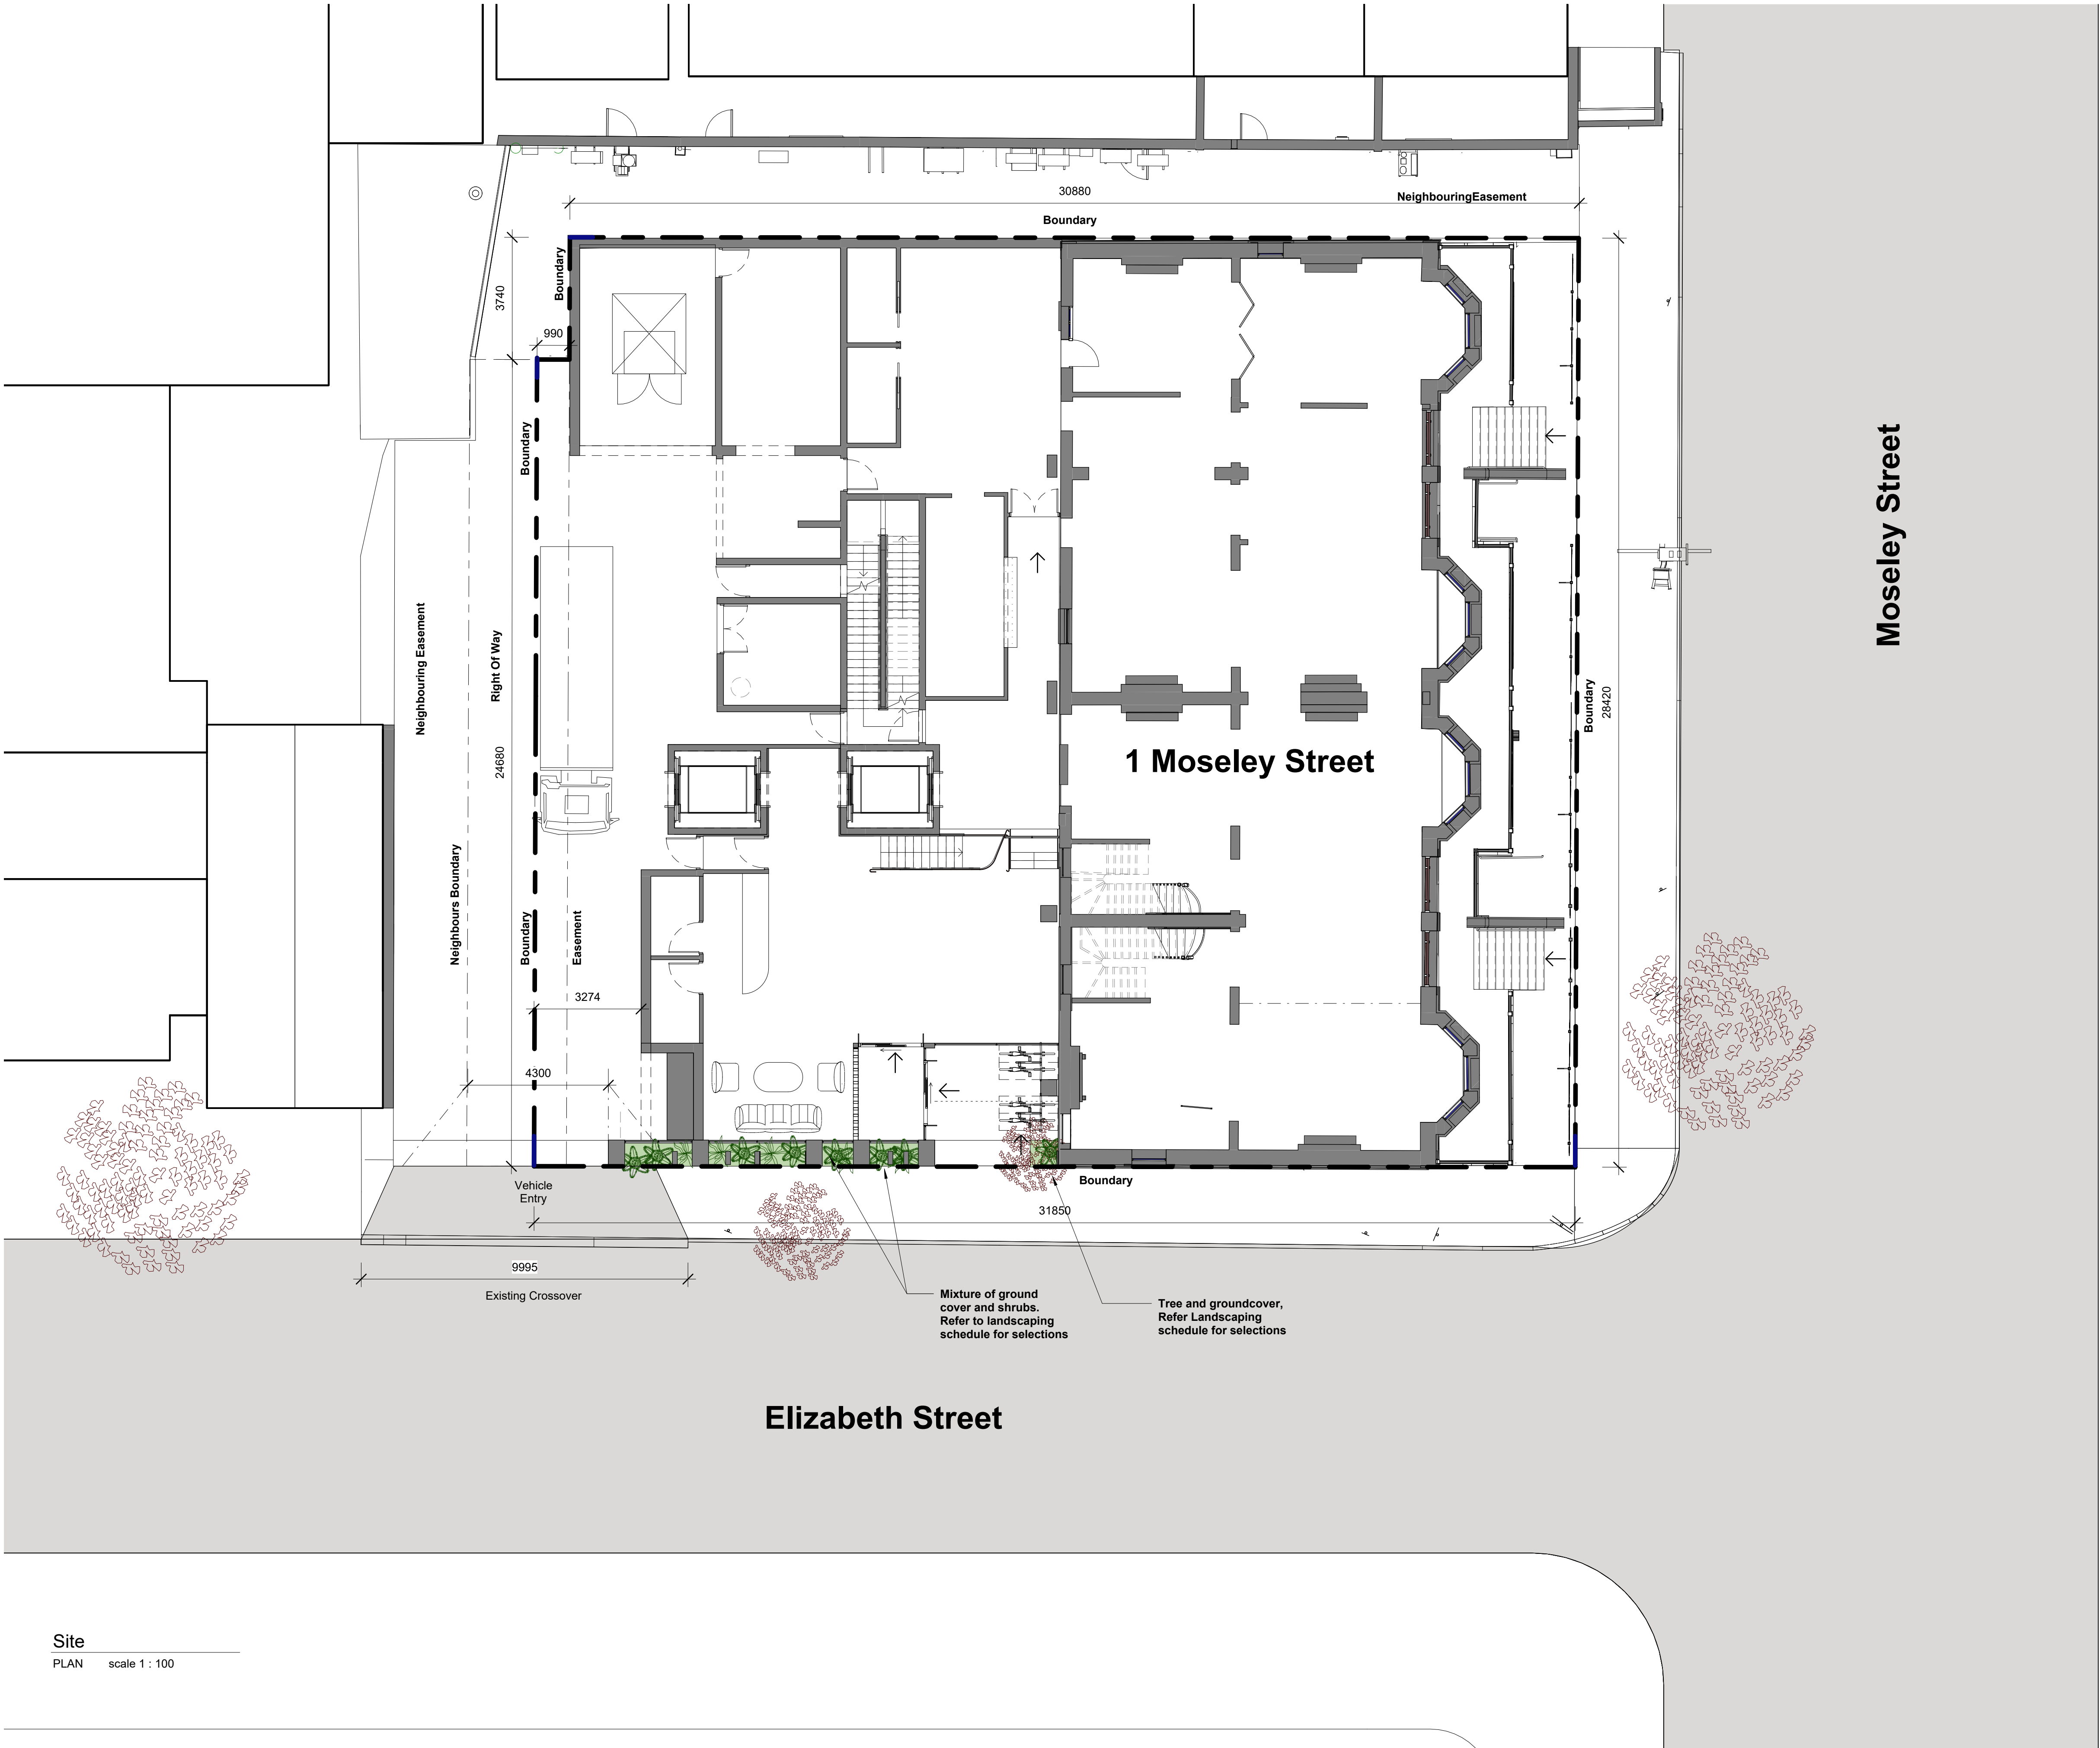 30880
NeighbouringEasement
Boundary
Boundary
3740
990
Boundary
Moseley Street
Neighbouring Easement
Right Of Way
24680
Boundary
28420
1 Moseley Street
Neighbours Boundary
Boundary
Easement
3274
4300
Vehicle
Entry
Boundary
31850
9995
Existing Crossover
Mixture of ground
cover and shrubs.
Refer to landscaping
schedule for selections
Tree and groundcover,
Refer Landscaping
schedule for selections
Elizabeth Street
Site
PLAN scale 1 : 100